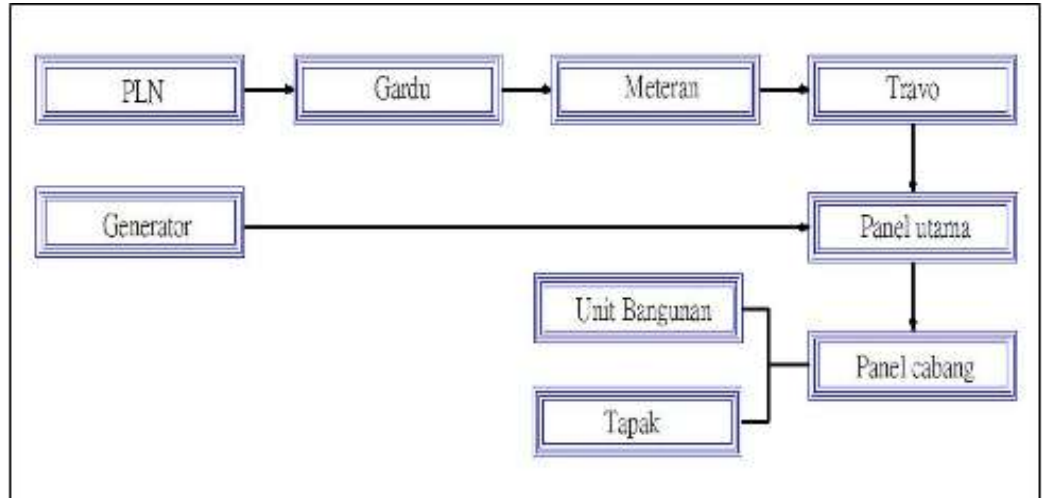 PLN
Gardu
Meteran
Travo
Generator
Panel utama
Unit Bangunan
Panel cabang
Tapak